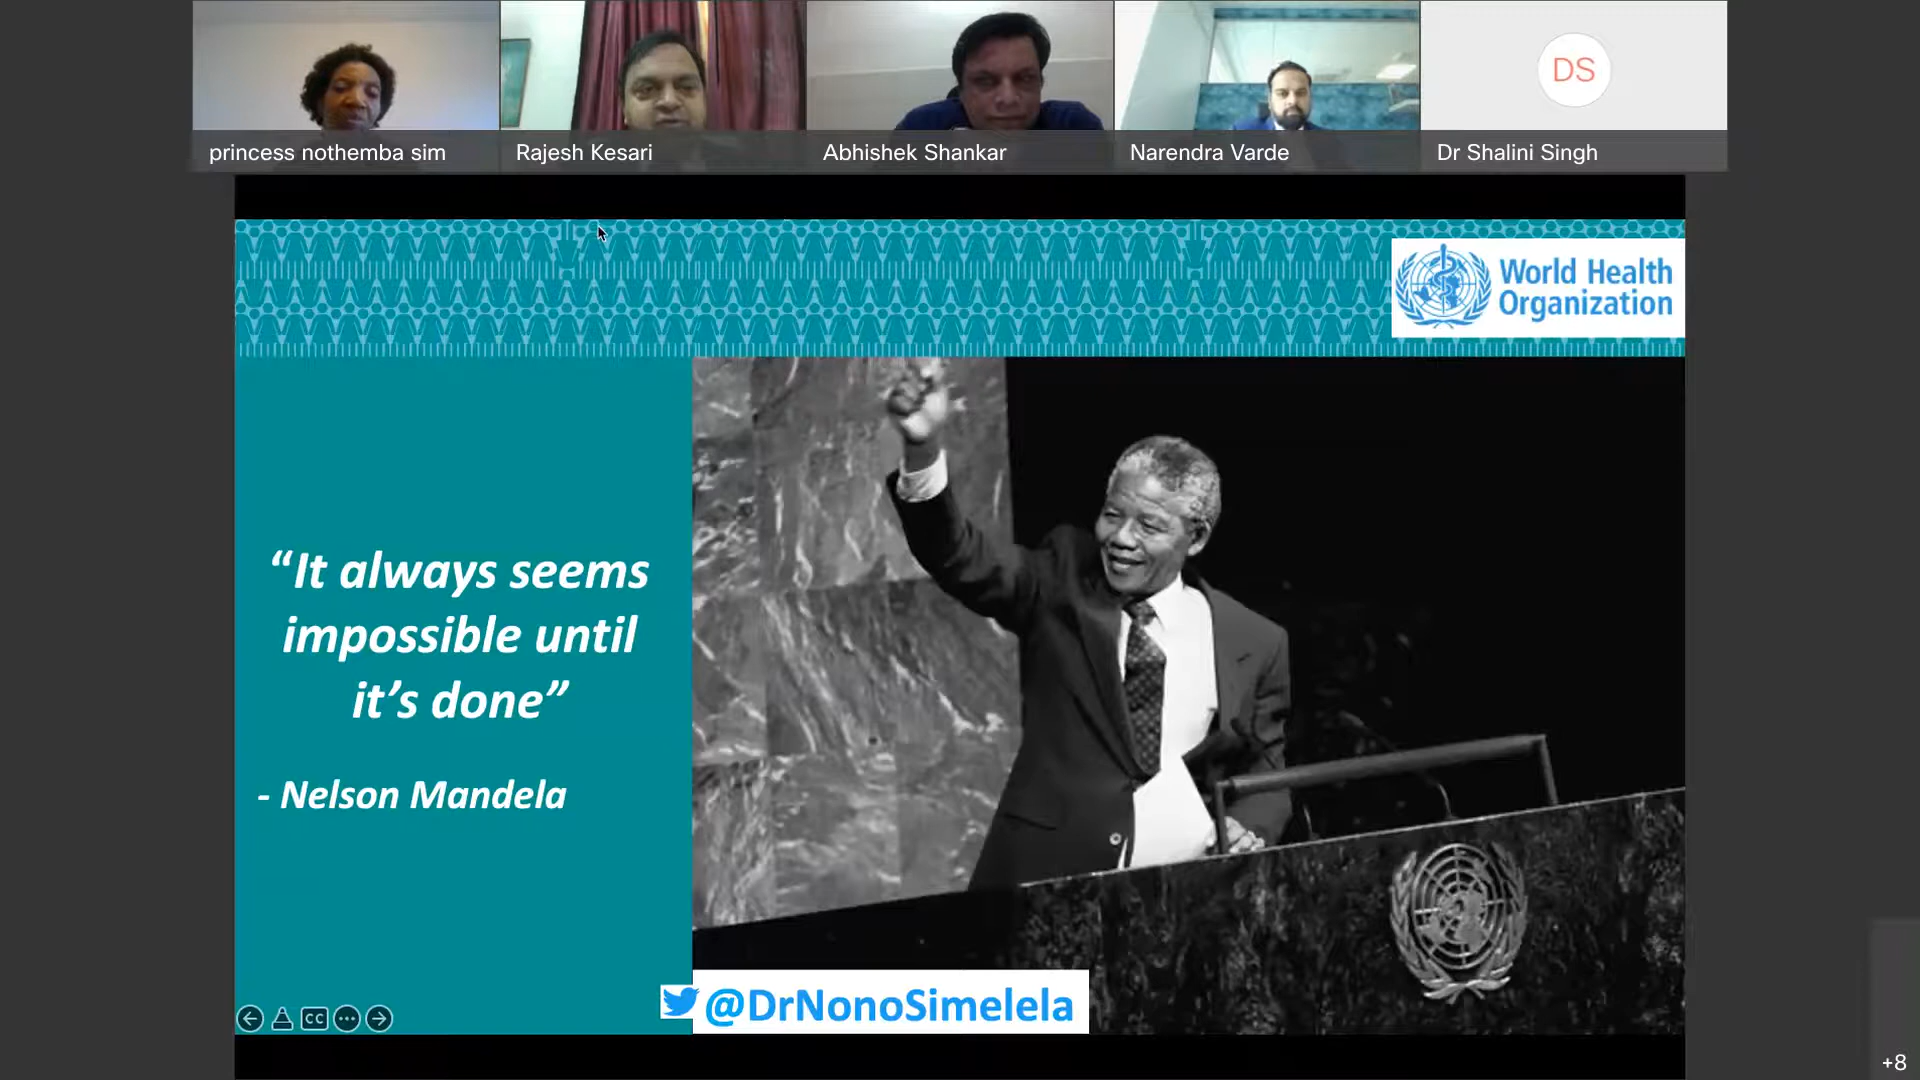 princess nothemba sim
Rajesh Kesari
Abhishek Shankar
Narendra Varde
DS
Dr Shalini Singh
World Health
Organization
“It always seems
impossible until
it’s done”
- Nelson Mandela
@DrNonoSimelela
CC
+8